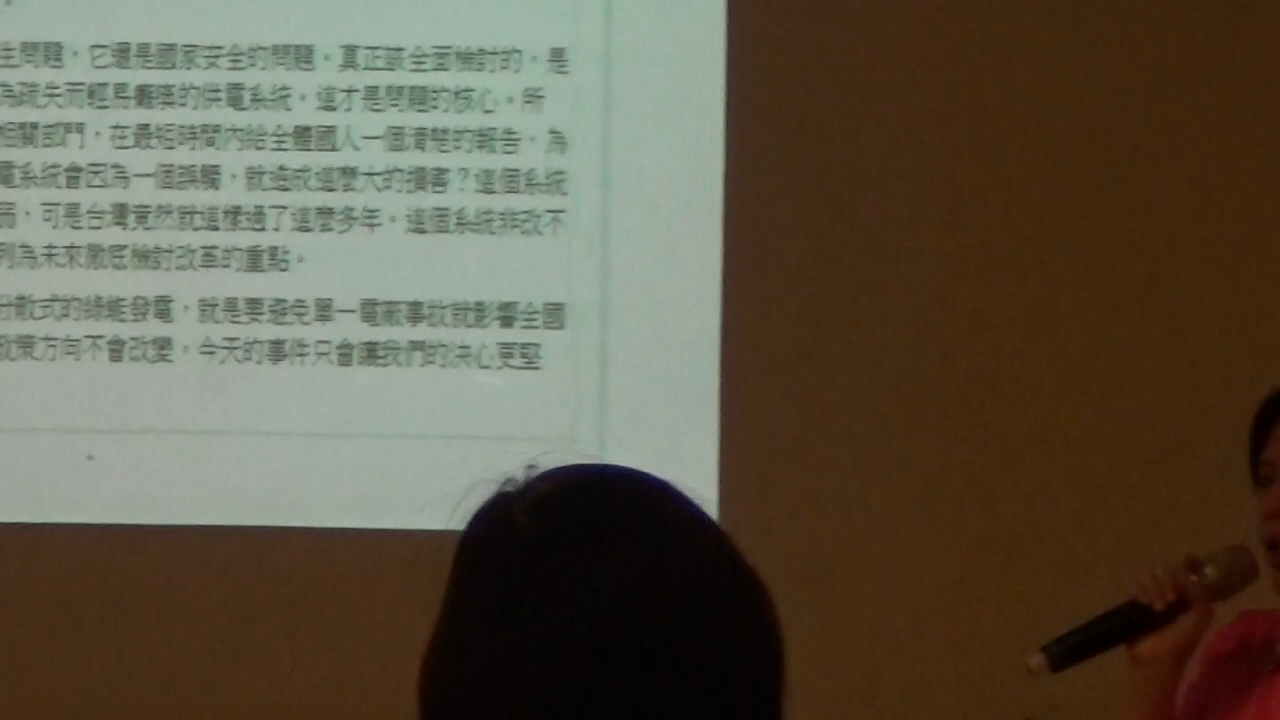 生問題，它還是國家安全的問題。真正該全面檢討的，是
為疏失而輕易癱瘓的供電系統。這才是問題的核心。所
相關部門，在最短時間內給全體國人一個清楚的報告，為
電系統會因為一個誤觸，就造成這麼大的損害？這個系統
弱，可是台灣竟然就這樣過了這麼多年。這個系統非改不
列為未來徹底檢討改革的重點。
分散式的綠能發電，就是要避免單一電廠事故就影響全國
政策方向不會改變，今天的事件只會讓我們的決心更堅